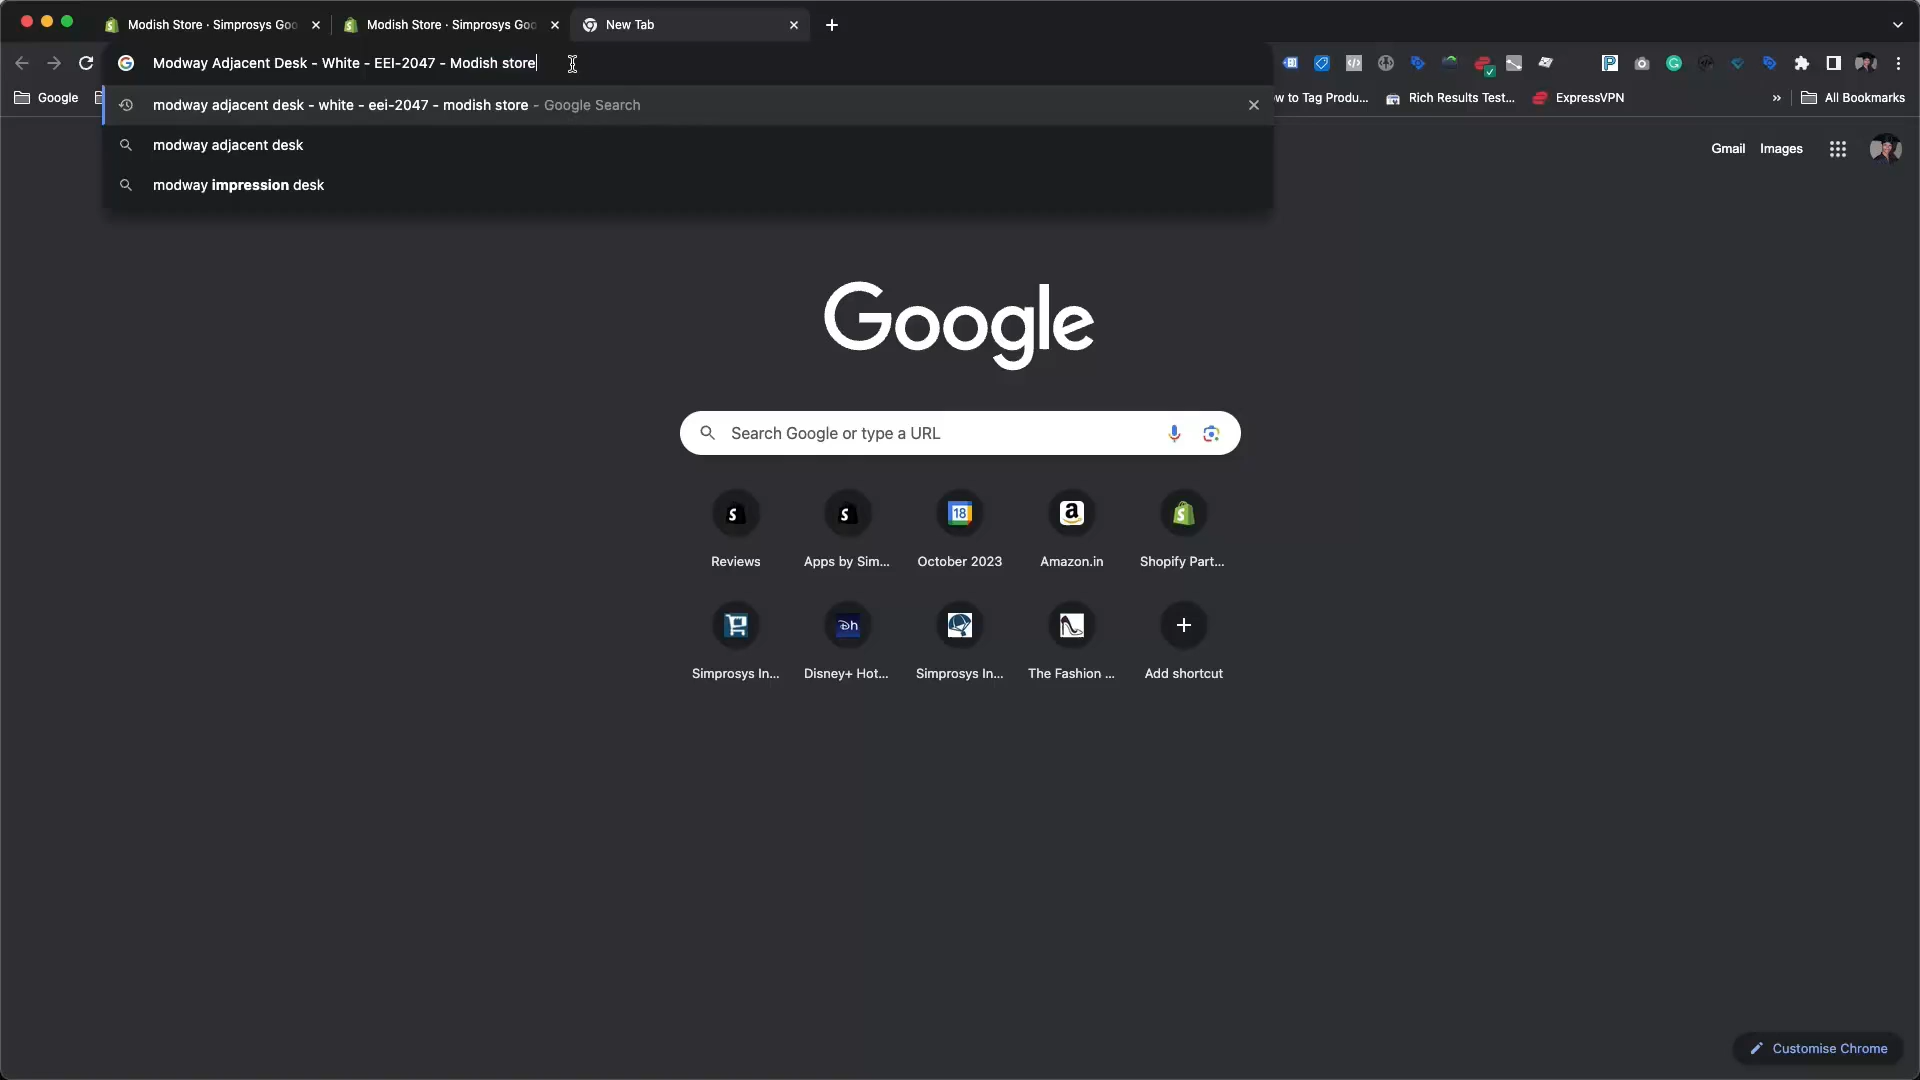 Modish Store · Simprosys Goo
Modish Store · Simprosys Goo
New Tab
Modway Adjacent Desk - White - EEI-2047 - Modish store
modway adjacent desk - white - eei-2047 - modish store - Google Search
modway adjacent desk
modway impression desk
Google
w to Tag Produ...
Rich Results Test...
ExpressVPN
»
All Bookmarks
Gmail
Images
Google
Search Google or type a URL
Reviews
Apps by Sim...
18
October 2023
Amazon.in
Shopify Part...
Simprosys In...
Disney+ Hot...
Simprosys In...
The Fashion ...
Add shortcut
Customise Chrome